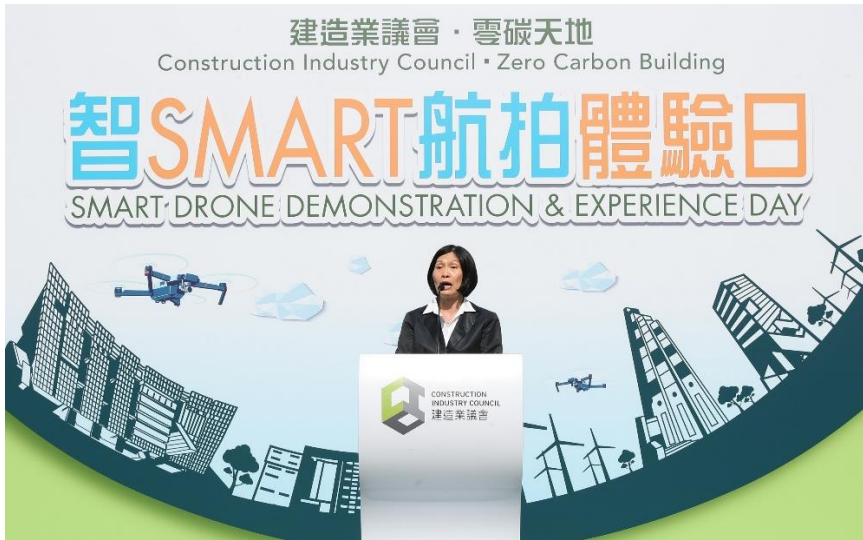 建造業議會·零碳天地
Construction Industry Council ▪ Zero Carbon Building
智SMART航拍體驗日
SMART DRONE DEMONSTRATION & EXPERIENCE DAY
CONSTRUCTION
INDUSTRY COUNCIL
建造業議會